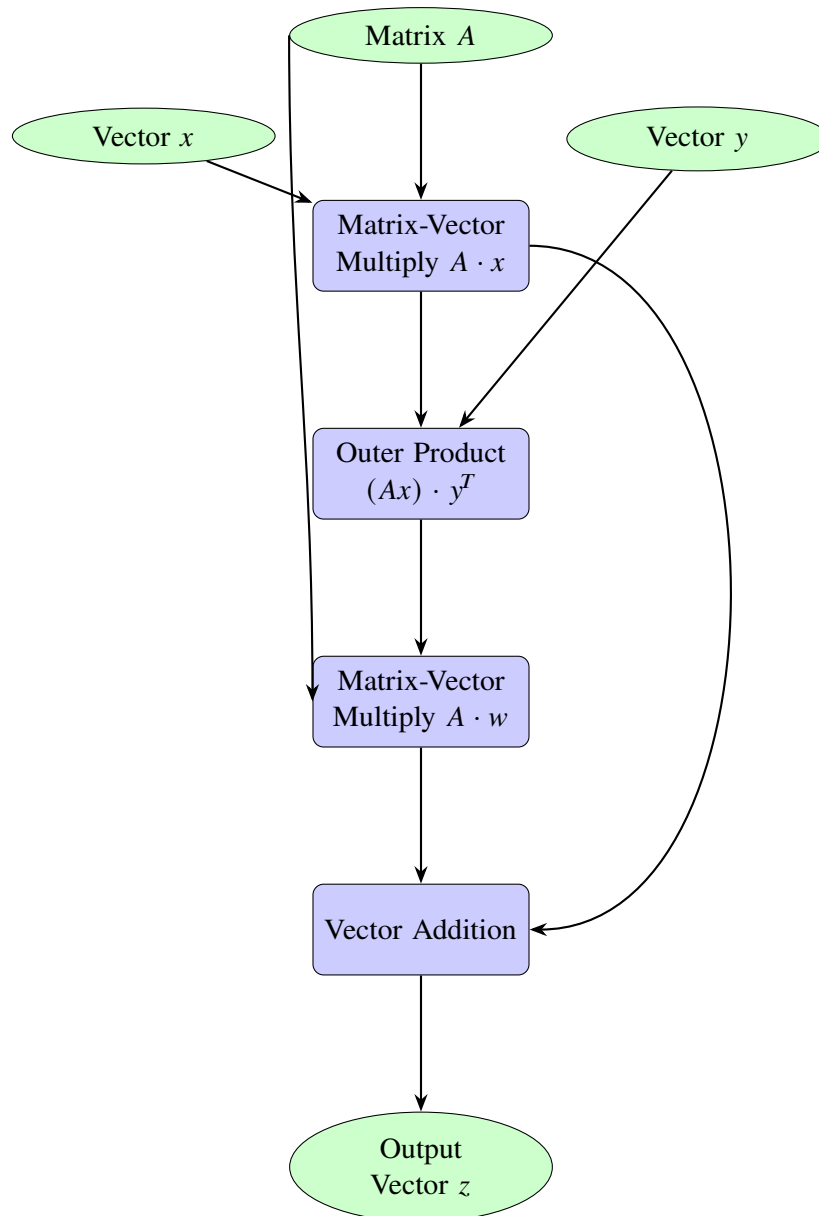 Matrix A
Vector x
Vector y
Matrix-Vector
Multiply A · x
Outer Product
(Ax) · y^T
Matrix-Vector
Multiply A · w
Vector Addition
Output
Vector z